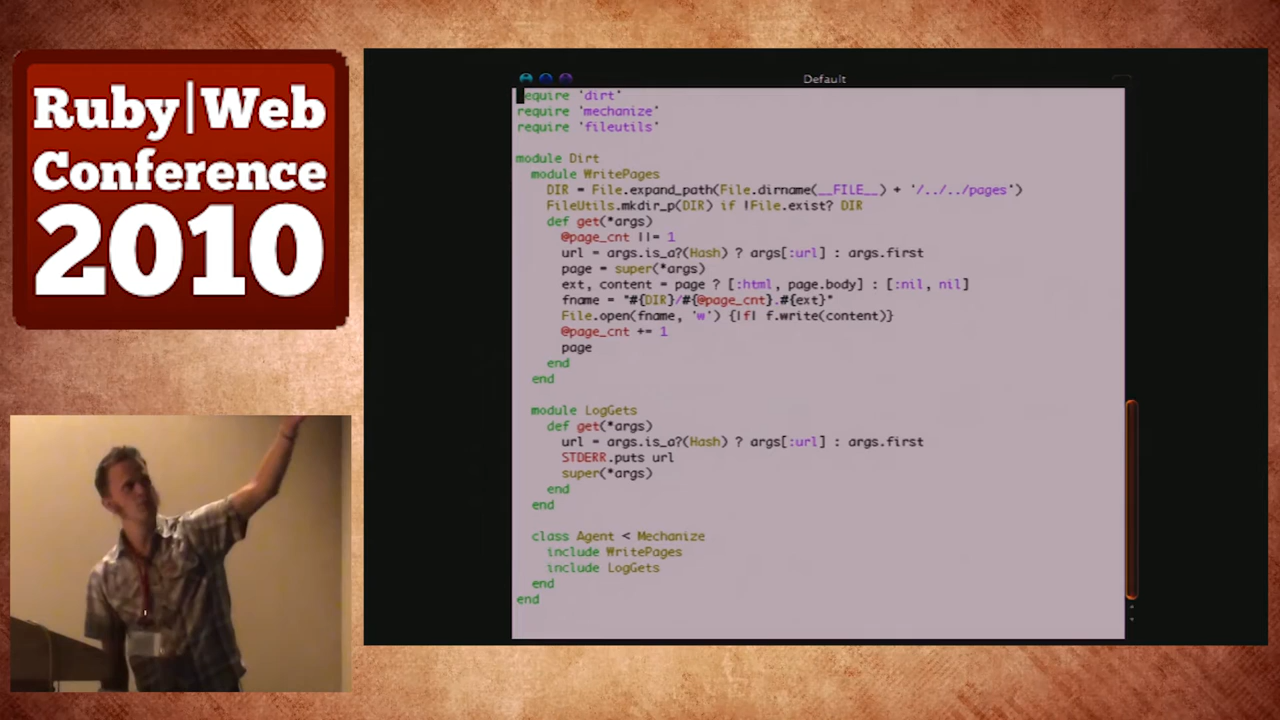 Ruby|Web
Conference
2010
Default
require 'dirt'
require 'mechanize'
require 'fileutils'
module Dirt
module WritePages
DIR = File.expand_path(File.dirname(__FILE__) + '/../../pages')
FileUtils.mkdir_p(DIR) if !File.exist? DIR
def get(*args)
@page_cnt ||= 1
url = args.is_a?(Hash) ? args[:url] : args.first
page = super(*args)
ext, content = page ? [:html, page.body] : [:nil, nil]
fname = "#{DIR}/#{@page_cnt}.#{ext}"
File.open(fname, 'w') {|f| f.write(content)}
@page_cnt += 1
page
end
end
module LogGets
def get(*args)
url = args.is_a?(Hash) ? args[:url] : args.first
STDERR.puts url
super(*args)
end
end
class Agent < Mechanize
include WritePages
include LogGets
end
end